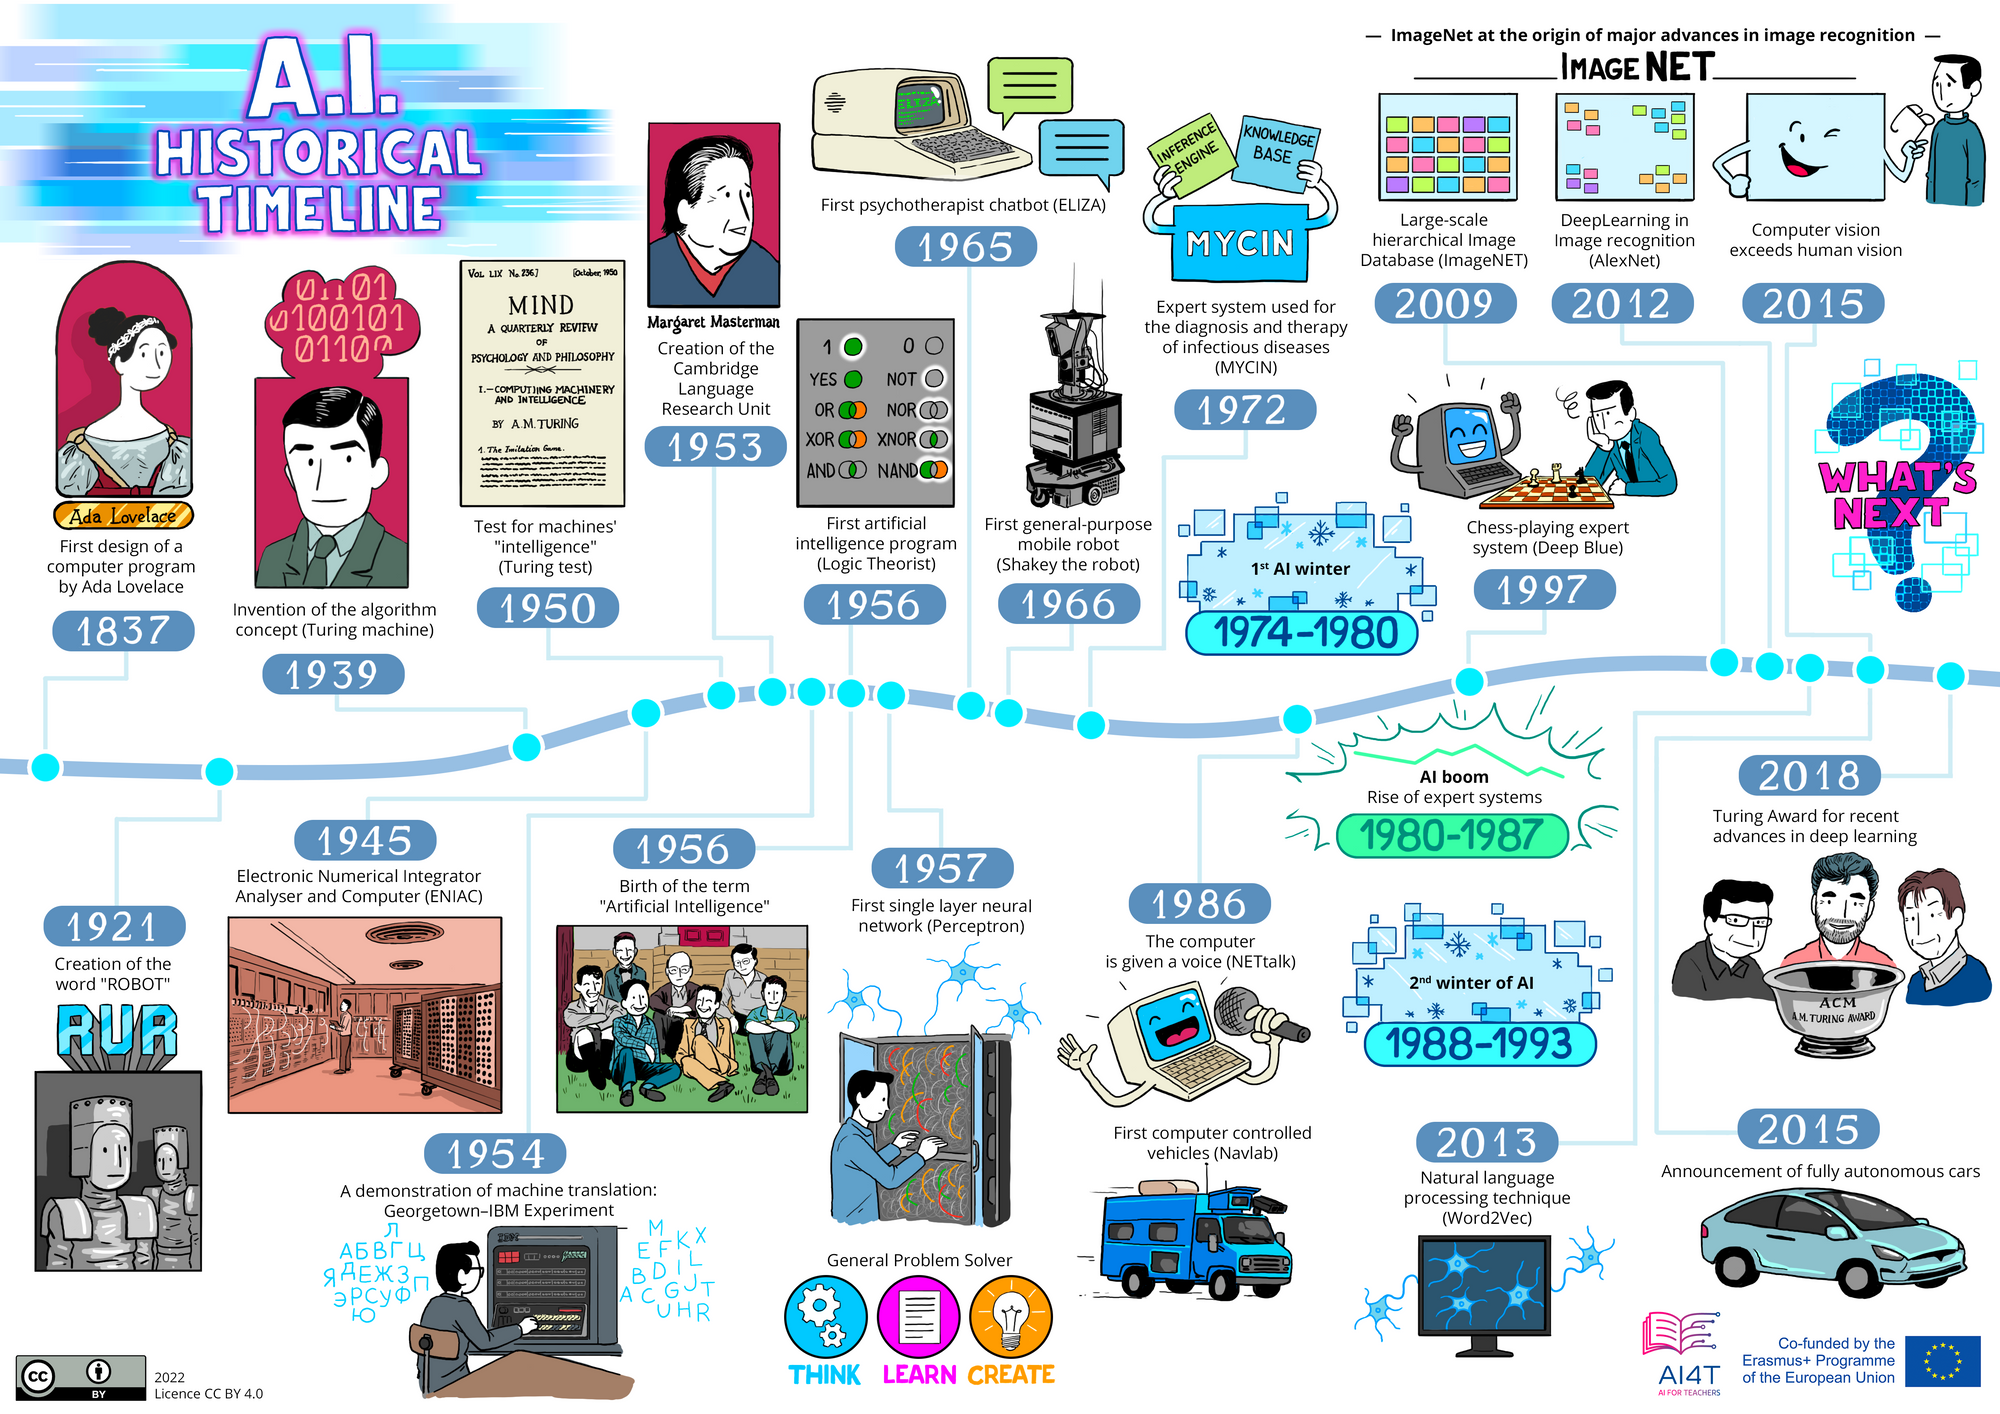 A.I.
HISTORICAL
TIMELINE
Ada Lovelace
First design of a
computer program
by Ada Lovelace
1837
01101
0100101
01100
Invention of the algorithm
concept (Turing machine)
1939
VOL LIX No. 236.]
[October, 1950
MIND
A QUARTERLY REVIEW
OF
PSYCHOLOGY AND PHILOSOPHY
I.—COMPUTING MACHINERY
AND INTELLIGENCE
BY A.M. TURING
1. The Imitation Game.
Test for machines'
"intelligence"
(Turing test)
1950
Margaret Masterman
Creation of the
Cambridge
Language
Research Unit
1953
1 0
YES NOT
OR NOR
XOR XNOR
AND NAND
First artificial
intelligence program
(Logic Theorist)
1956
ELIZA
First psychotherapist chatbot (ELIZA)
1965
First general-purpose
mobile robot
(Shakey the robot)
1966
INFERENCE
ENGINE
KNOWLEDGE
BASE
MYCIN
Expert system used for
the diagnosis and therapy
of infectious diseases
(MYCIN)
1972
1st AI winter
1974-1980
— ImageNet at the origin of major advances in image recognition —
IMAGENET
Large-scale
hierarchical Image
Database (ImageNET)
2009
DeepLearning in
Image recognition
(AlexNet)
2012
Computer vision
exceeds human vision
2015
Chess-playing expert
system (Deep Blue)
1997
WHAT'S
NEXT
1921
Creation of the
word "ROBOT"
RUR
1945
Electronic Numerical Integrator
Analyser and Computer (ENIAC)
1954
A demonstration of machine translation:
Georgetown–IBM Experiment
Л
АБВГЦ
ЯДЕЖЗП
ЭРСУФ
Ю
IBM
M
EFKX
BDIL
ACGJT
UHR
1956
Birth of the term
"Artificial Intelligence"
1957
First single layer neural
network (Perceptron)
General Problem Solver
THINK
LEARN
CREATE
1986
The computer
is given a voice (NETtalk)
First computer controlled
vehicles (Navlab)
AI boom
Rise of expert systems
1980-1987
2nd winter of AI
1988-1993
2013
Natural language
processing technique
(Word2Vec)
2018
Turing Award for recent
advances in deep learning
ACM
A.M. TURING AWARD
2015
Announcement of fully autonomous cars
cc
BY
2022
Licence CC BY 4.0
AI4T
AI FOR TEACHERS
Co-funded by the
Erasmus+ Programme
of the European Union